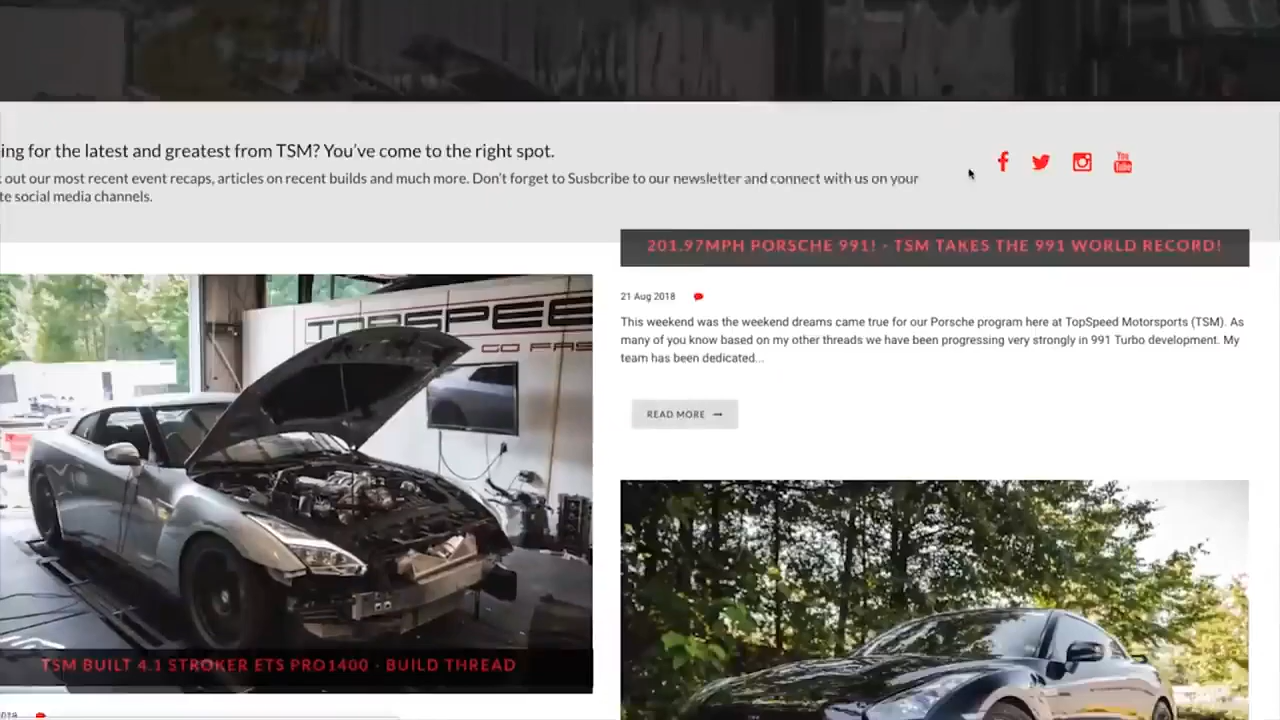 ing for the latest and greatest from TSM? You've come to the right spot.
out our most recent event recaps, articles on recent builds and much more. Don't forget to Susbcribe to our newsletter and connect with us on your
te social media channels.
You
Tube
201.97MPH PORSCHE 991! - TSM TAKES THE 991 WORLD RECORD!
21 Aug 2018
This weekend was the weekend dreams came true for our Porsche program here at TopSpeed Motorsports (TSM). As
many of you know based on my other threads we have been progressing very strongly in 991 Turbo development. My
team has been dedicated...
READ MORE
TOPSPEE
GO FAS
TSM BUILT 4.1 STROKER ETS PRO1400 - BUILD THREAD